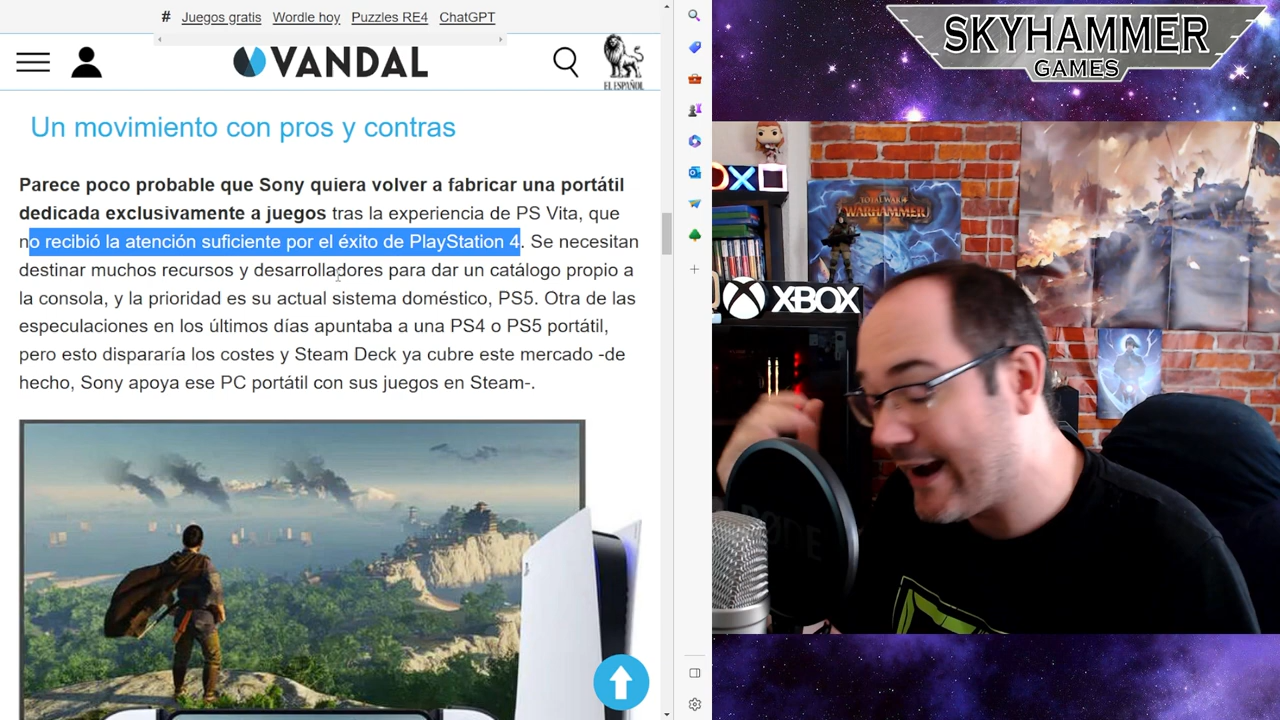 # Juegos gratis Wordle hoy Puzzles RE4 ChatGPT
VANDAL
EL ESPAÑOL
Un movimiento con pros y contras
Parece poco probable que Sony quiera volver a fabricar una portátil
dedicada exclusivamente a juegos tras la experiencia de PS Vita, que
no recibió la atención suficiente por el éxito de PlayStation 4. Se necesitan
destinar muchos recursos y desarrolladores para dar un catálogo propio a
la consola, y la prioridad es su actual sistema doméstico, PS5. Otra de las
especulaciones en los últimos días apuntaba a una PS4 o PS5 portátil,
pero esto dispararía los costes y Steam Deck ya cubre este mercado -de
hecho, Sony apoya ese PC portátil con sus juegos en Steam-.
SKYHAMMER
GAMES
TOTAL WAR
WARHAMMER
II
XBOX
RØDE